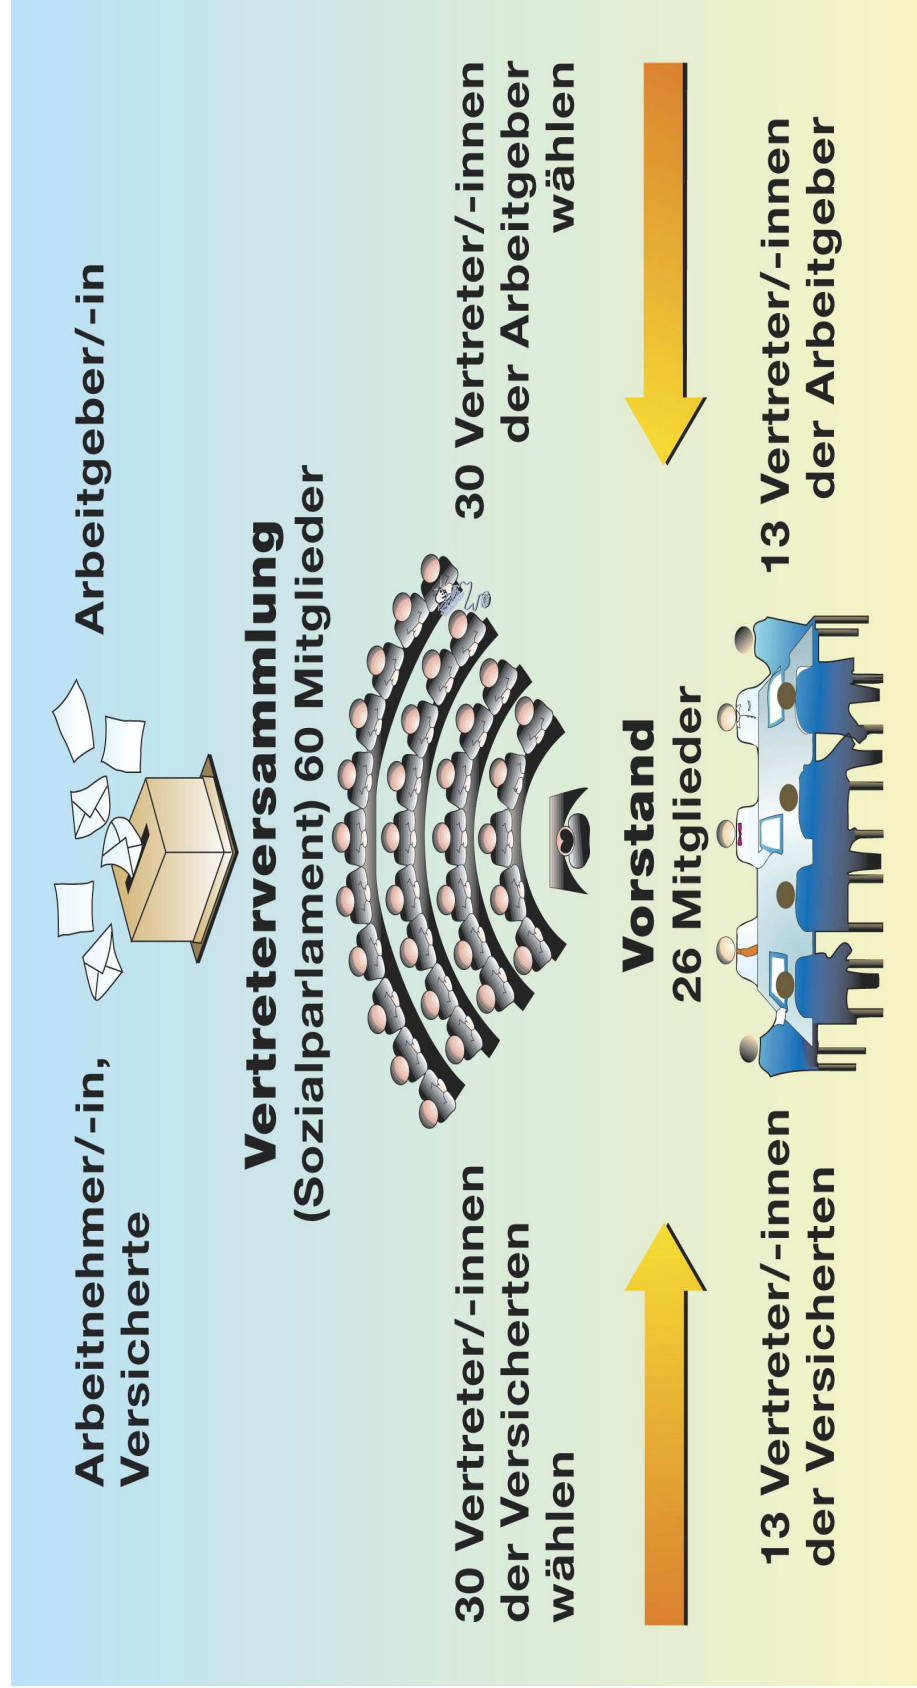 Arbeitnehmer/-in,
Versicherte
Arbeitgeber/-in
Vertreterversammlung
(Sozialparlament) 60 Mitglieder
30 Vertreter/-innen
der Versicherten
wählen
30 Vertreter/-innen
der Arbeitgeber
wählen
Vorstand
26 Mitglieder
13 Vertreter/-innen
der Versicherten
13 Vertreter/-innen
der Arbeitgeber